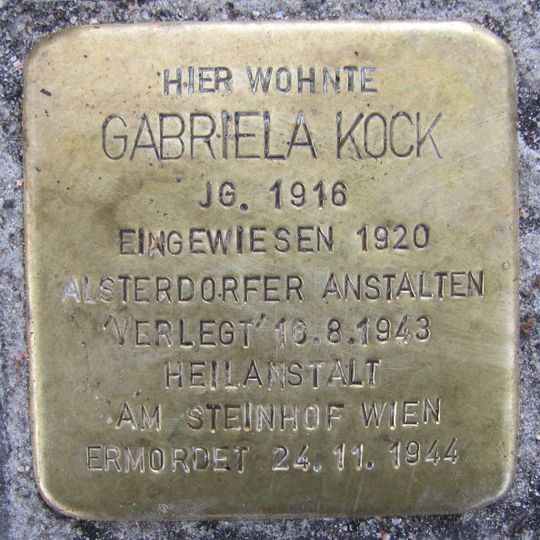 HIER WOHNTE
GABRIELA KOCK
JG. 1916
EINGEWIESEN 1920
ALSTERDORFER ANSTALTEN
'VERLEGT' 16.8.1943
HEILANSTALT
AM STEINHOF WIEN
ERMORDET 24.11.1944